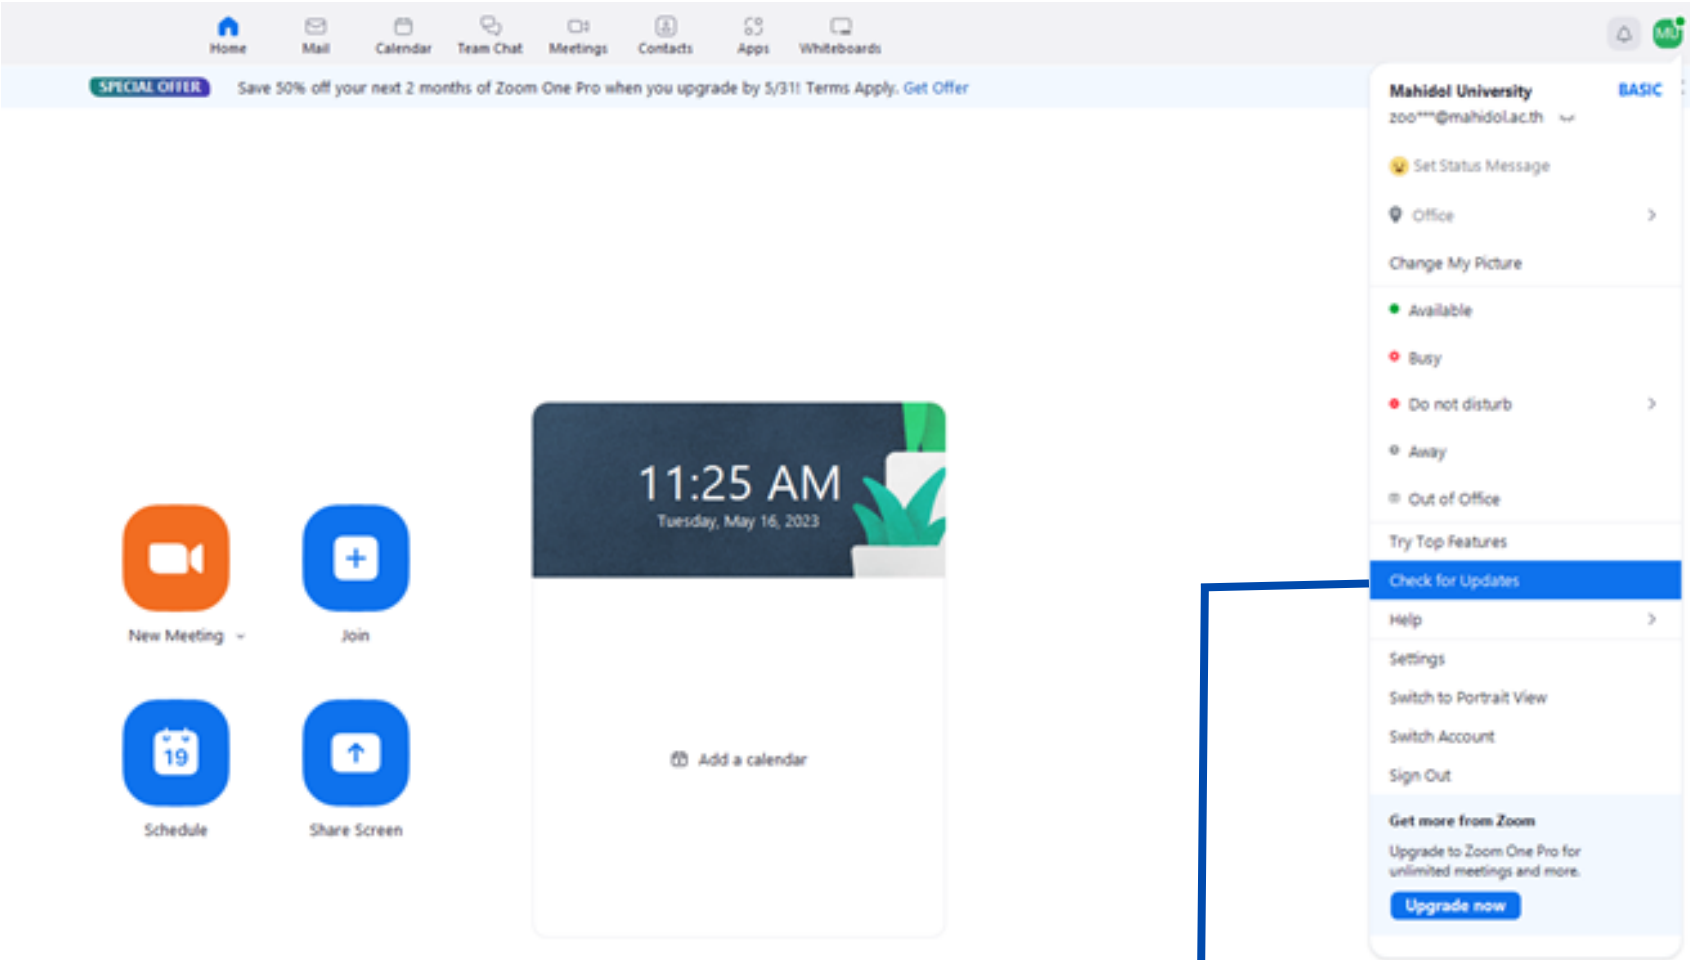 Home
Mail
Calendar
Team Chat
Meetings
Contacts
Apps
Whiteboards
MU
SPECIAL OFFER Save 50% off your next 2 months of Zoom One Pro when you upgrade by 5/31! Terms Apply. Get Offer
11:25 AM
Tuesday, May 16, 2023
New Meeting
Join
19
Schedule
Share Screen
Add a calendar
Mahidol University BASIC
zoo***@mahidol.ac.th
Set Status Message
Office
Change My Picture
Available
Busy
Do not disturb
Away
Out of Office
Try Top Features
Check for Updates
Help
Settings
Switch to Portrait View
Switch Account
Sign Out
Get more from Zoom
Upgrade to Zoom One Pro for
unlimited meetings and more.
Upgrade now